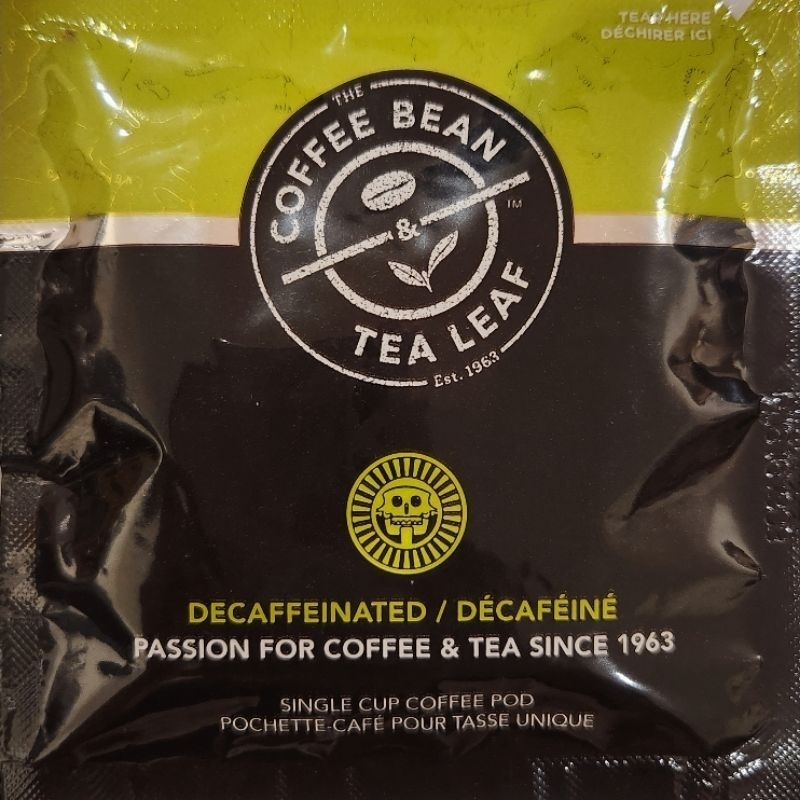 TEAR HERE
DÉCHIRER ICI
THE
COFFEE BEAN
&
TM
TEA LEAF
Est. 1963
DECAFFEINATED / DÉCAFÉINÉ
PASSION FOR COFFEE & TEA SINCE 1963
SINGLE CUP COFFEE POD
POCHETTE-CAFÉ POUR TASSE UNIQUE